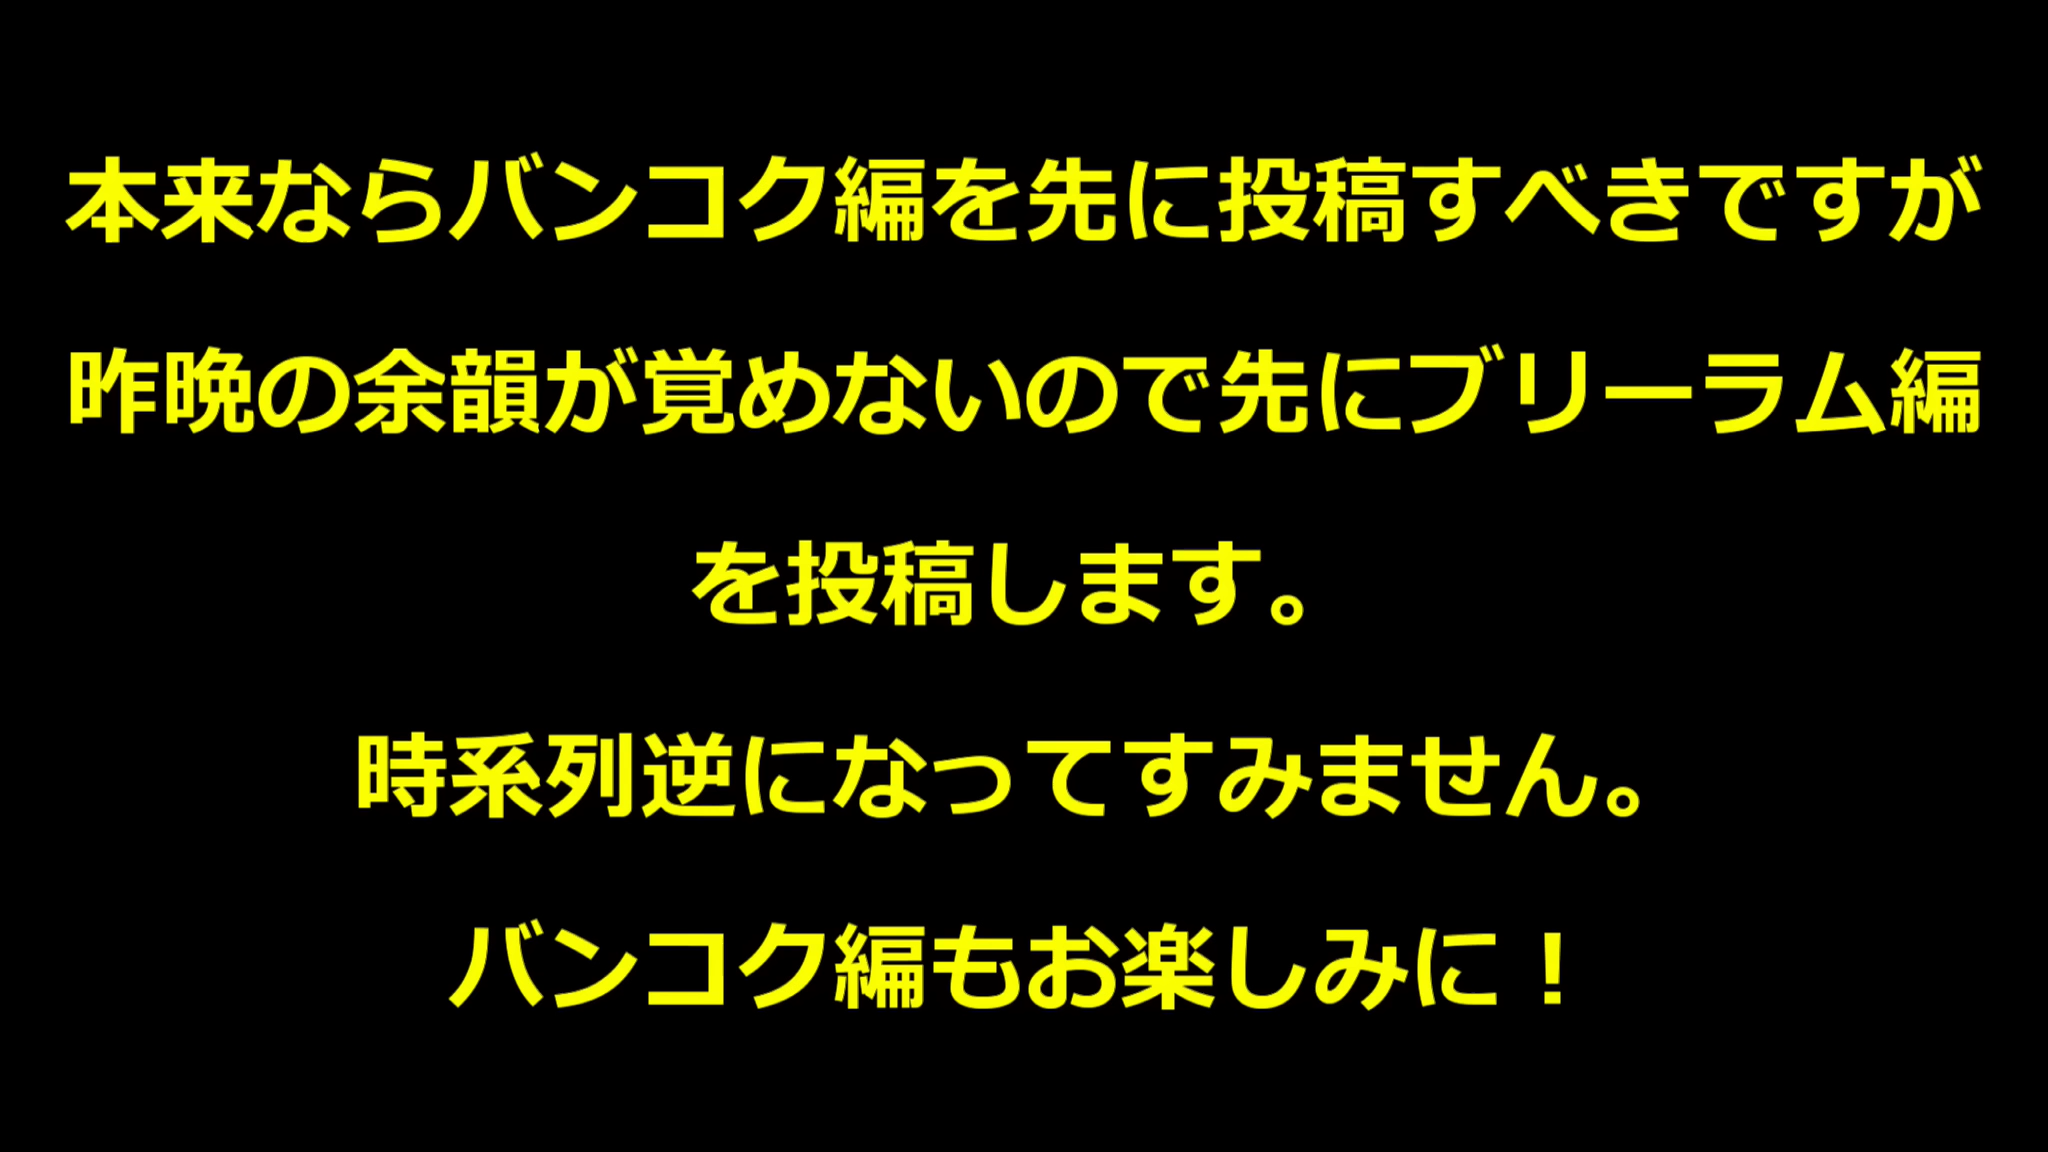 本来ならバンコク編を先に投稿すべきですが
昨晩の余韻が覚めないので先にブリーラム編
を投稿します。
時系列逆になってすみません。
バンコク編もお楽しみに！